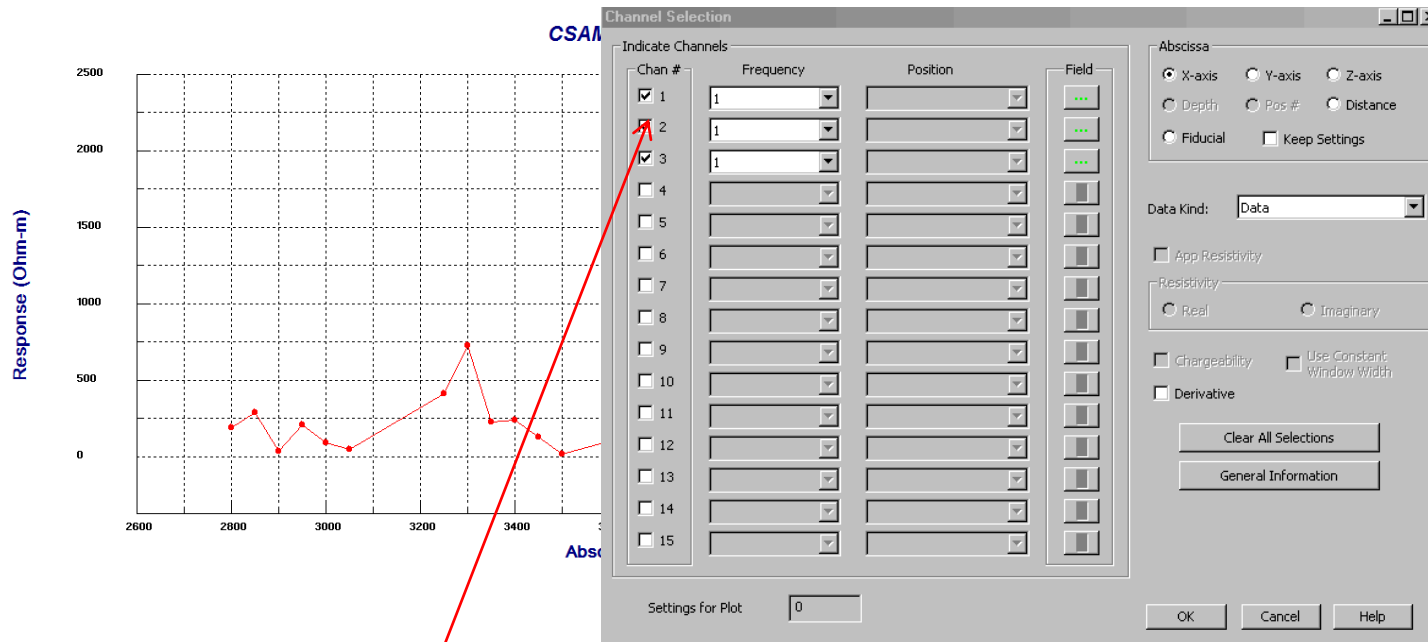 CSAM
Response (Ohm-m)
2500
2000
1500
1000
500
0
2600 2800 3000 3200 3400
Absc
Channel Selection
Indicate Channels
Chan # Frequency Position Field
1 1 ...
2 1 ...
3 1 ...
4
5
6
7
8
9
10
11
12
13
14
15
Settings for Plot 0
Abscissa
X-axis Y-axis Z-axis
Depth Pos # Distance
Fiducial Keep Settings
Data Kind: Data
App Resistivity
Resistivity
Real Imaginary
Chargeability Use Constant
Window Width
Derivative
Clear All Selections
General Information
OK Cancel Help